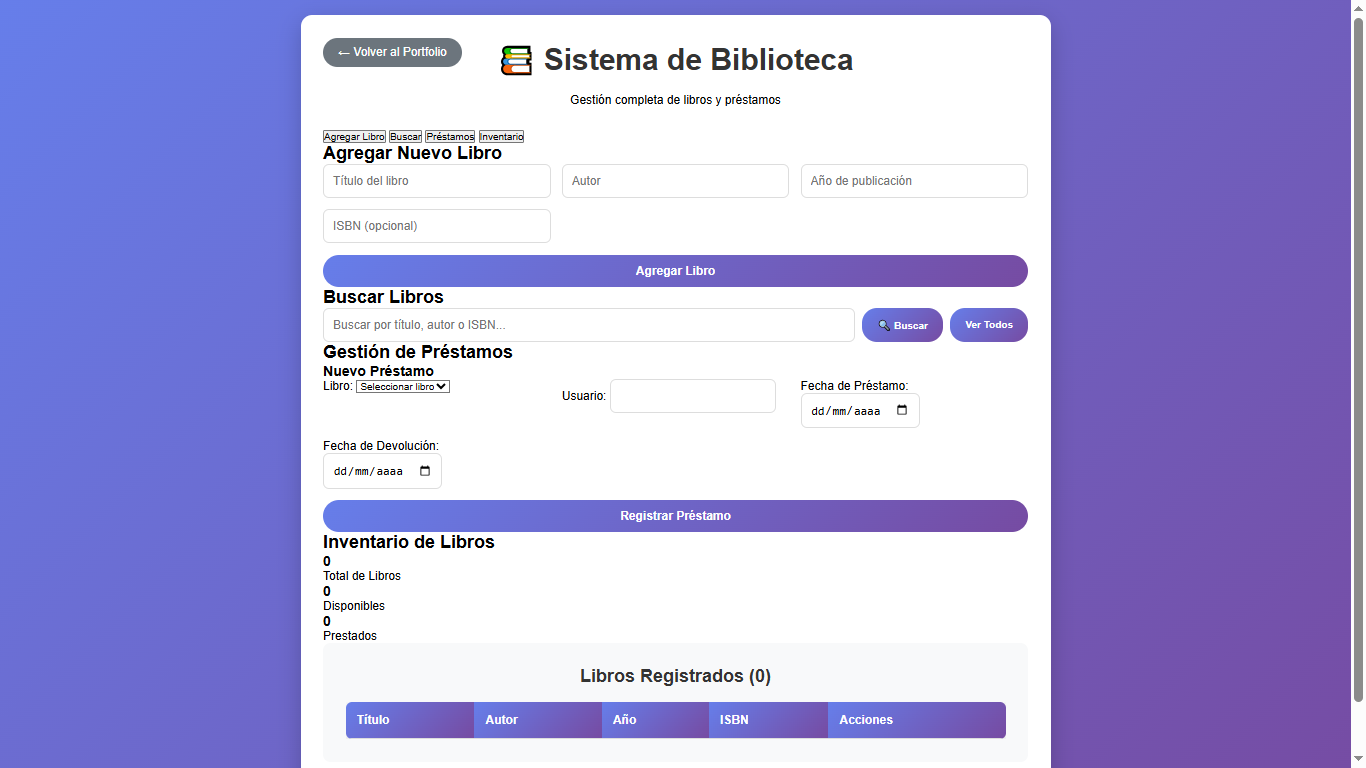 ← Volver al Portfolio
📚 Sistema de Biblioteca
Gestión completa de libros y préstamos
Agregar Libro Buscar Préstamos Inventario
Agregar Nuevo Libro
Título del libro Autor Año de publicación
ISBN (opcional)
Agregar Libro
Buscar Libros
Buscar por título, autor o ISBN... 🔍 Buscar Ver Todos
Gestión de Préstamos
Nuevo Préstamo
Libro: Seleccionar libro Usuario: Fecha de Préstamo:
dd/mm/aaaa
Fecha de Devolución:
dd/mm/aaaa
Registrar Préstamo
Inventario de Libros
0
Total de Libros
0
Disponibles
0
Prestados
Libros Registrados (0)
Título Autor Año ISBN Acciones